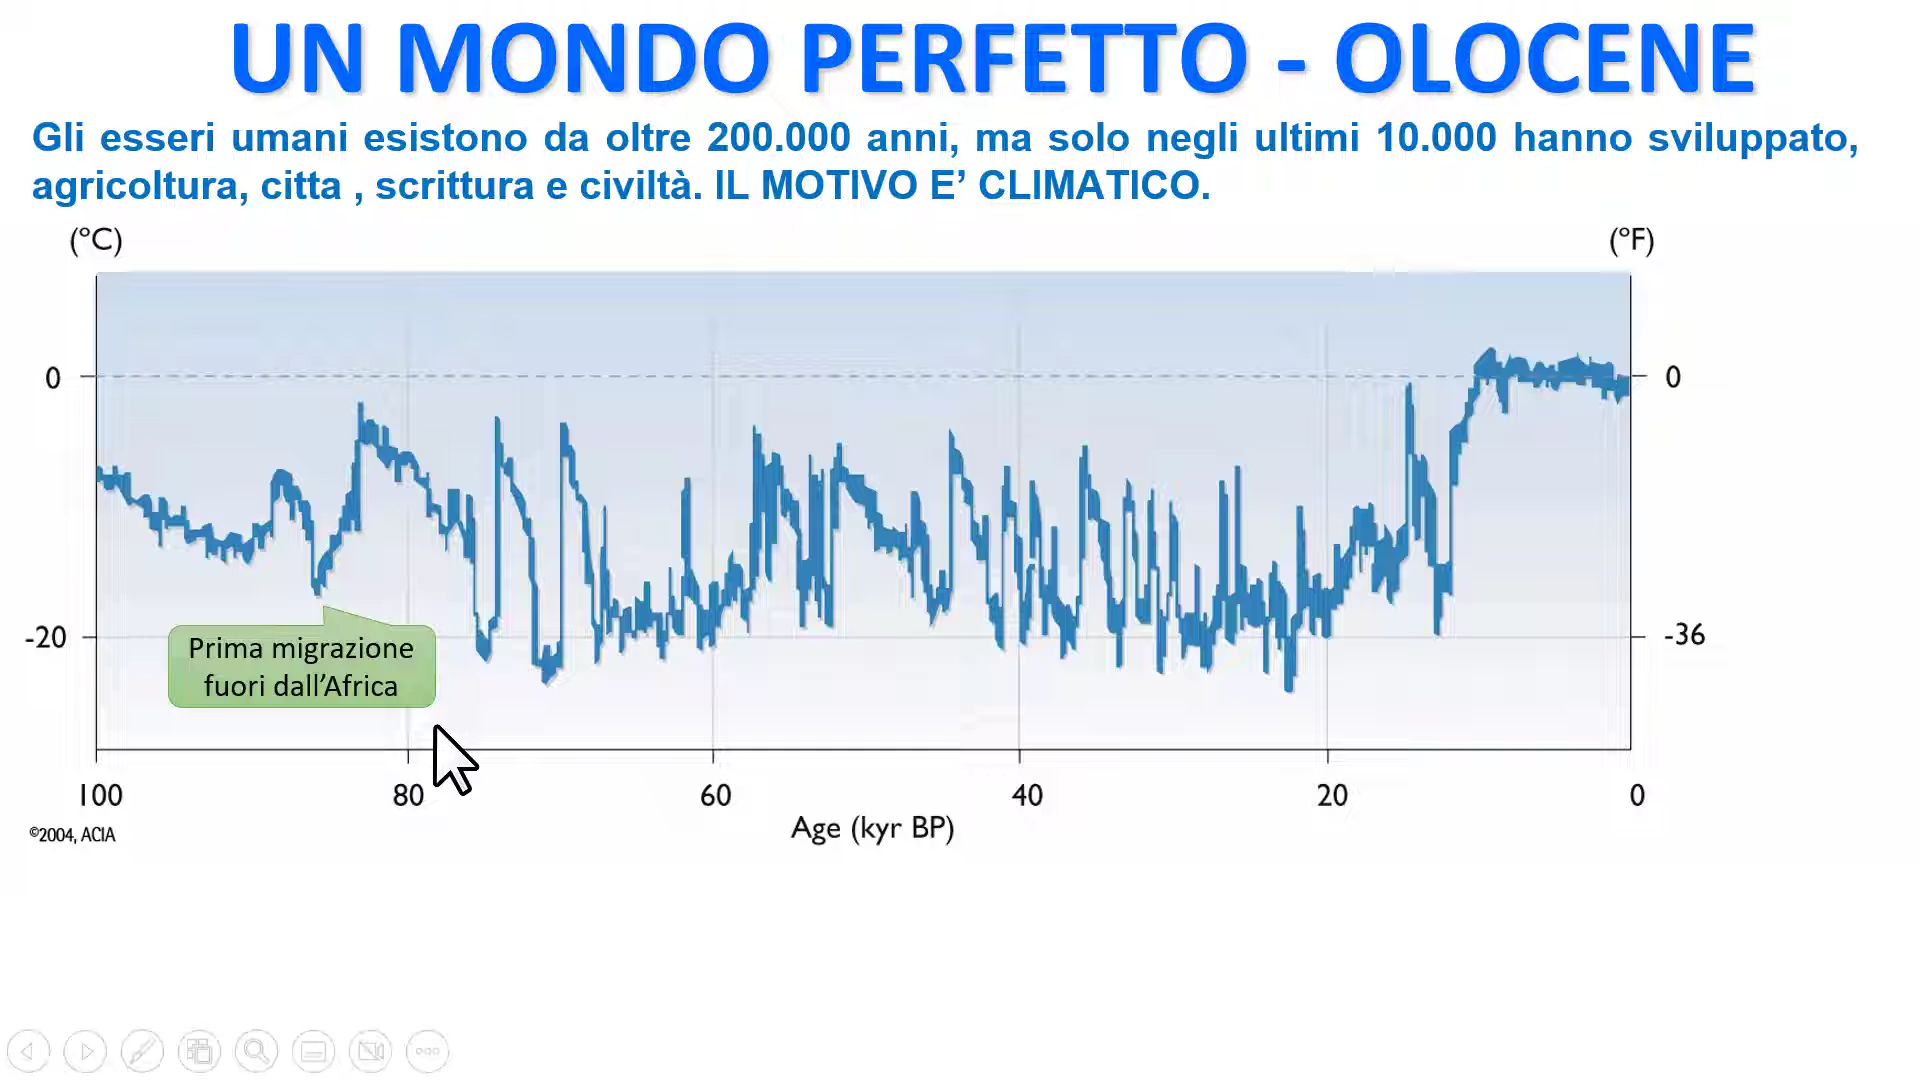 UN MONDO PERFETTO - OLOCENE
Gli esseri umani esistono da oltre 200.000 anni, ma solo negli ultimi 10.000 hanno sviluppato,
agricoltura, citta , scrittura e civiltà. IL MOTIVO E’ CLIMATICO.
(ºC)
(ºF)
0
0
-20
-36
Prima migrazione
fuori dall’Africa
100
80
60
40
20
0
Age (kyr BP)
©2004, ACIA